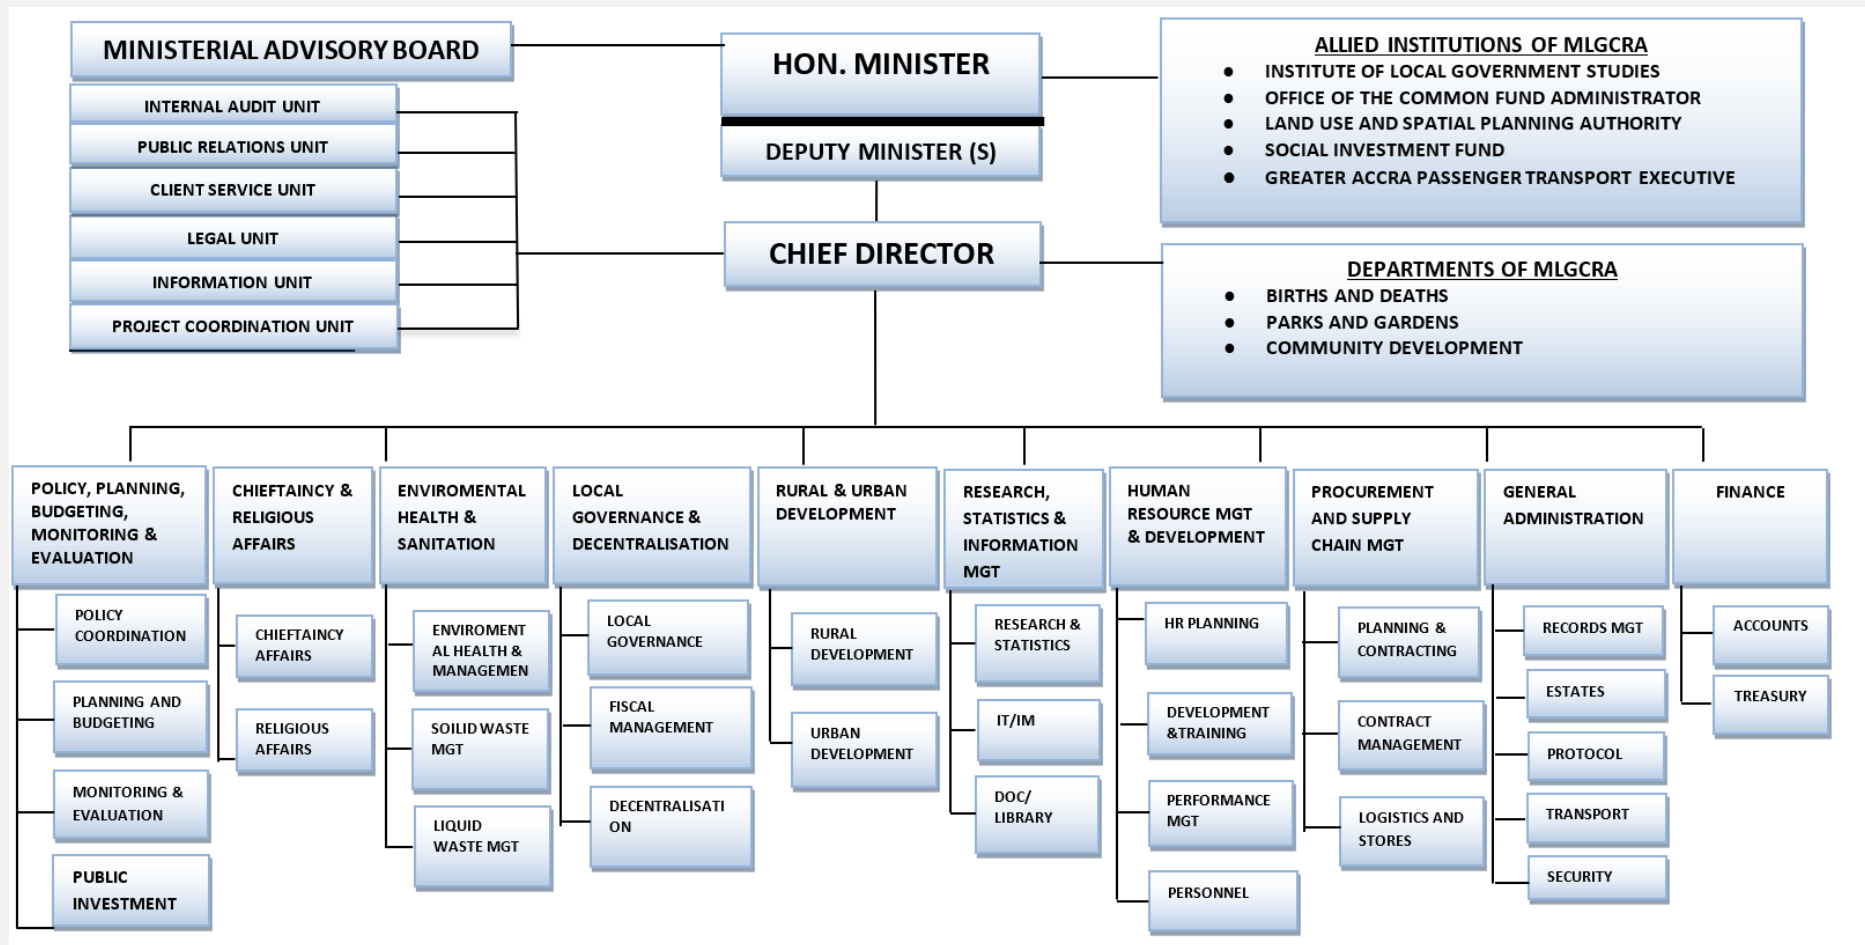 MINISTERIAL ADVISORY BOARD
HON. MINISTER
DEPUTY MINISTER (S)
ALLIED INSTITUTIONS OF MLGCRA
● INSTITUTE OF LOCAL GOVERNMENT STUDIES
● OFFICE OF THE COMMON FUND ADMINISTRATOR
● LAND USE AND SPATIAL PLANNING AUTHORITY
● SOCIAL INVESTMENT FUND
● GREATER ACCRA PASSENGER TRANSPORT EXECUTIVE
INTERNAL AUDIT UNIT
PUBLIC RELATIONS UNIT
CLIENT SERVICE UNIT
LEGAL UNIT
INFORMATION UNIT
PROJECT COORDINATION UNIT
CHIEF DIRECTOR
DEPARTMENTS OF MLGCRA
● BIRTHS AND DEATHS
● PARKS AND GARDENS
● COMMUNITY DEVELOPMENT
POLICY, PLANNING,
BUDGETING,
MONITORING &
EVALUATION
POLICY
COORDINATION
PLANNING AND
BUDGETING
MONITORING &
EVALUATION
PUBLIC
INVESTMENT
CHIEFTAINCY &
RELIGIOUS
AFFAIRS
CHIEFTAINCY
AFFAIRS
RELIGIOUS
AFFAIRS
ENVIROMENTAL
HEALTH &
SANITATION
ENVIROMENT
AL HEALTH &
MANAGEMEN
SOILID WASTE
MGT
LIQUID
WASTE MGT
LOCAL
GOVERNANCE &
DECENTRALISATION
LOCAL
GOVERNANCE
FISCAL
MANAGEMENT
DECENTRALISATI
ON
RURAL & URBAN
DEVELOPMENT
RURAL
DEVELOPMENT
URBAN
DEVELOPMENT
RESEARCH,
STATISTICS &
INFORMATION
MGT
RESEARCH &
STATISTICS
IT/IM
DOC/
LIBRARY
HUMAN
RESOURCE MGT
& DEVELOPMENT
HR PLANNING
DEVELOPMENT
&TRAINING
PERFORMANCE
MGT
PERSONNEL
PROCUREMENT
AND SUPPLY
CHAIN MGT
PLANNING &
CONTRACTING
CONTRACT
MANAGEMENT
LOGISTICS AND
STORES
GENERAL
ADMINISTRATION
RECORDS MGT
ESTATES
PROTOCOL
TRANSPORT
SECURITY
FINANCE
ACCOUNTS
TREASURY